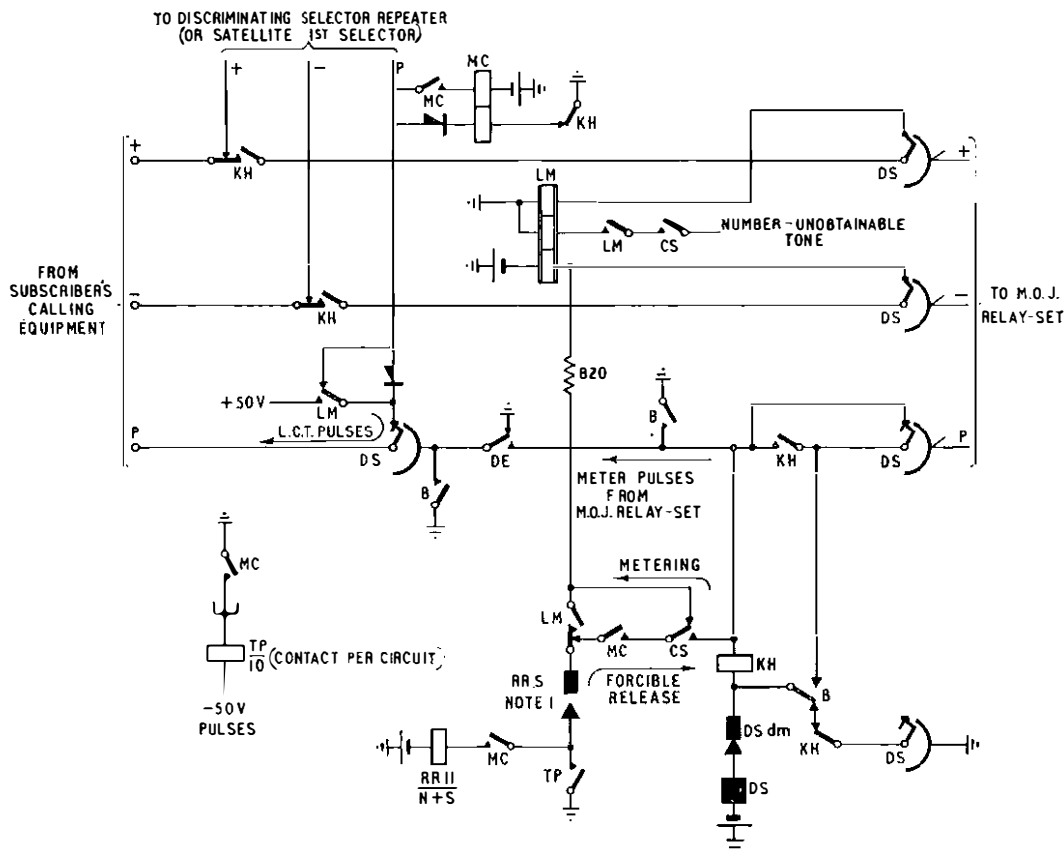 TO DISCRIMINATING SELECTOR REPEATER
(OR SATELLITE 1ST SELECTOR)
+
−
P
MC
MC
KH
+
KH
DS
+
LM
LM
CS
NUMBER-UNOBTAINABLE
TONE
FROM
SUBSCRIBER'S
CALLING
EQUIPMENT
−
KH
DS
−
TO M.O.J.
RELAY-SET
820
+50V
LM
L.C.T. PULSES
B
P
DS
DE
KH
DS
P
B
METER PULSES
FROM
M.O.J. RELAY-SET
MC
METERING
LM
MC
CS
TP
10
(CONTACT PER CIRCUIT)
RR.S
NOTE 1
FORCIBLE
RELEASE
KH
B
-50V
PULSES
DS dm
KH
DS
MC
RR11
N+S
TP
DS